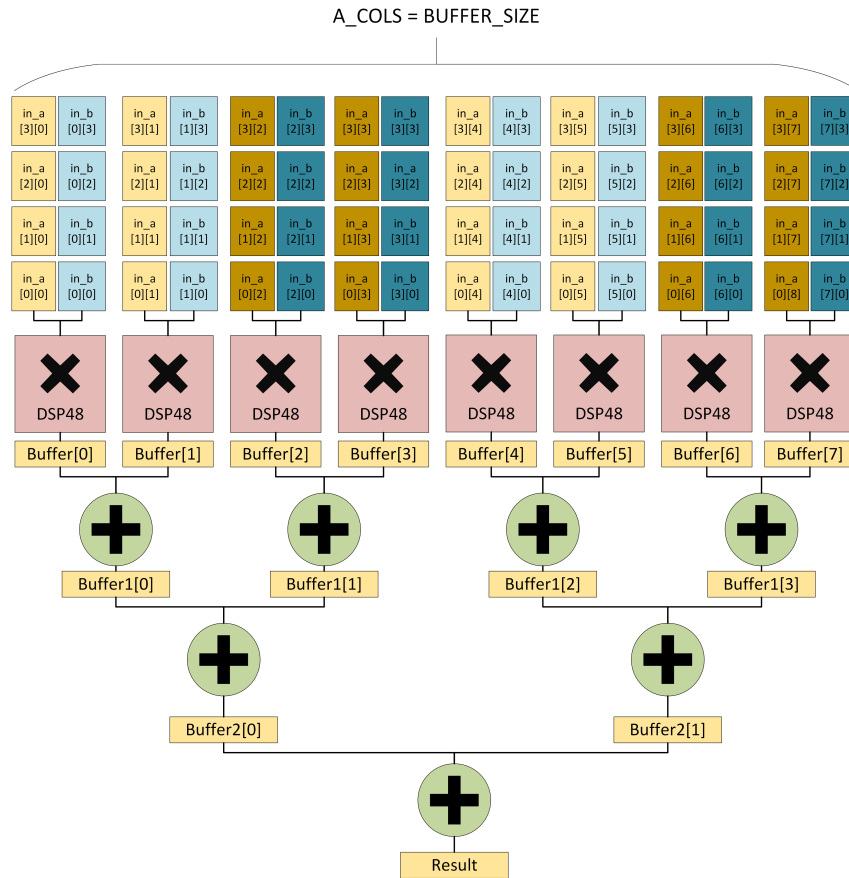 A_COLS = BUFFER_SIZE
in_a in_b in_a in_b in_a in_b in_a in_b in_a in_b in_a in_b in_a in_b in_a in_b
[3][0] [0][3] [3][1] [1][3] [3][2] [2][3] [3][3] [3][3] [3][4] [4][3] [3][5] [5][3] [3][6] [6][3] [3][7] [7][3]
in_a in_b in_a in_b in_a in_b in_a in_b in_a in_b in_a in_b in_a in_b in_a in_b
[2][0] [0][2] [2][1] [1][2] [2][2] [2][2] [2][3] [3][2] [2][4] [4][2] [2][5] [5][2] [2][6] [6][2] [2][7] [7][2]
in_a in_b in_a in_b in_a in_b in_a in_b in_a in_b in_a in_b in_a in_b in_a in_b
[1][0] [0][1] [1][1] [1][1] [1][2] [2][1] [1][3] [3][1] [1][4] [4][1] [1][5] [5][1] [1][6] [6][1] [1][7] [7][1]
in_a in_b in_a in_b in_a in_b in_a in_b in_a in_b in_a in_b in_a in_b in_a in_b
[0][0] [0][0] [0][1] [1][0] [0][2] [2][0] [0][3] [3][0] [0][4] [4][0] [0][5] [5][0] [0][6] [6][0] [0][8] [7][0]
DSP48 DSP48 DSP48 DSP48 DSP48 DSP48 DSP48 DSP48
Buffer[0] Buffer[1] Buffer[2] Buffer[3] Buffer[4] Buffer[5] Buffer[6] Buffer[7]
Buffer1[0] Buffer1[1] Buffer1[2] Buffer1[3]
Buffer2[0] Buffer2[1]
Result